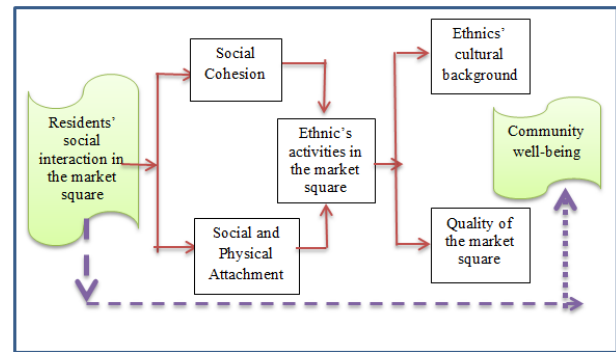 Residents'
social
interaction in
the market
square
Social
Cohesion
Social and
Physical
Attachment
Ethnic's
activities in
the market
square
Ethnics'
cultural
background
Quality of
the market
square
Community
well-being